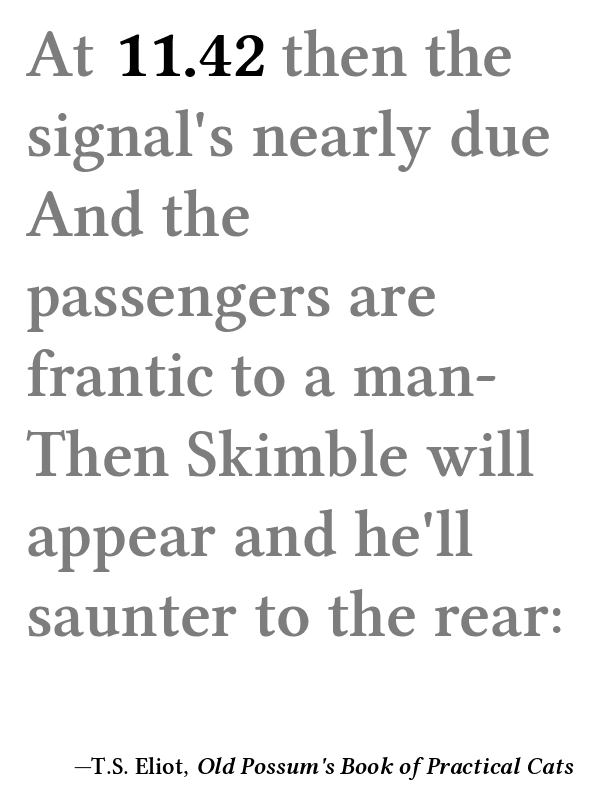 At 11.42 then the
signal's nearly due
And the
passengers are
frantic to a man-
Then Skimble will
appear and he'll
saunter to the rear:
—T.S. Eliot, Old Possum's Book of Practical Cats